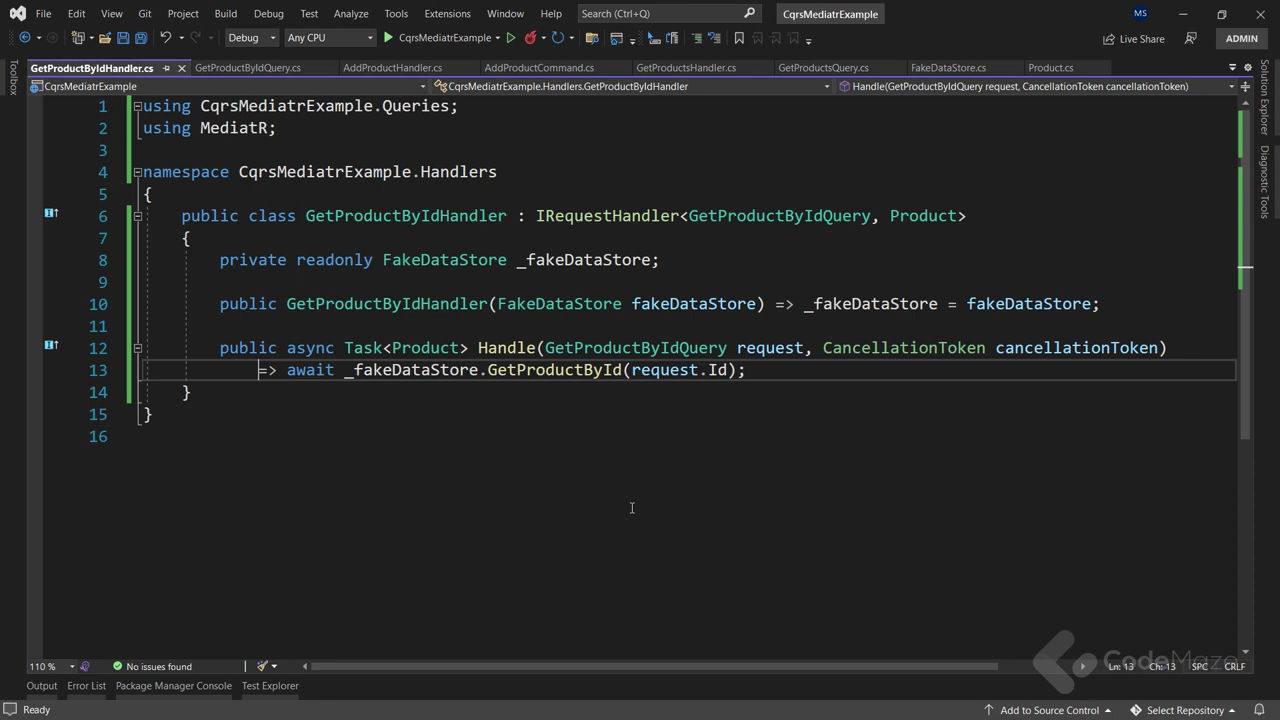 File Edit View Git Project Build Debug Test Analyze Tools Extensions Window Help Search (Ctrl+Q) CqrsMediatrExample MS
Debug Any CPU CqrsMediatrExample Live Share ADMIN
GetProductByIdHandler.cs GetProductByIdQuery.cs AddProductHandler.cs AddProductCommand.cs GetProductsHandler.cs GetProductsQuery.cs FakeDataStore.cs Product.cs
CqrsMediatrExample CqrsMediatrExample.Handlers.GetProductByIdHandler Handle(GetProductByIdQuery request, CancellationToken cancellationToken)
Toolbox
Solution Explorer
Diagnostic Tools
1 using CqrsMediatrExample.Queries;
2 using MediatR;
3
4 namespace CqrsMediatrExample.Handlers
5 {
6 public class GetProductByIdHandler : IRequestHandler<GetProductByIdQuery, Product>
7 {
8 private readonly FakeDataStore _fakeDataStore;
9
10 public GetProductByIdHandler(FakeDataStore fakeDataStore) => _fakeDataStore = fakeDataStore;
11
12 public async Task<Product> Handle(GetProductByIdQuery request, CancellationToken cancellationToken)
13 => await _fakeDataStore.GetProductById(request.Id);
14 }
15 }
16
110 % No issues found Ln: 13 Ch: 13 SPC CRLF
CodeMaze
Output Error List Package Manager Console Test Explorer
Ready Add to Source Control Select Repository